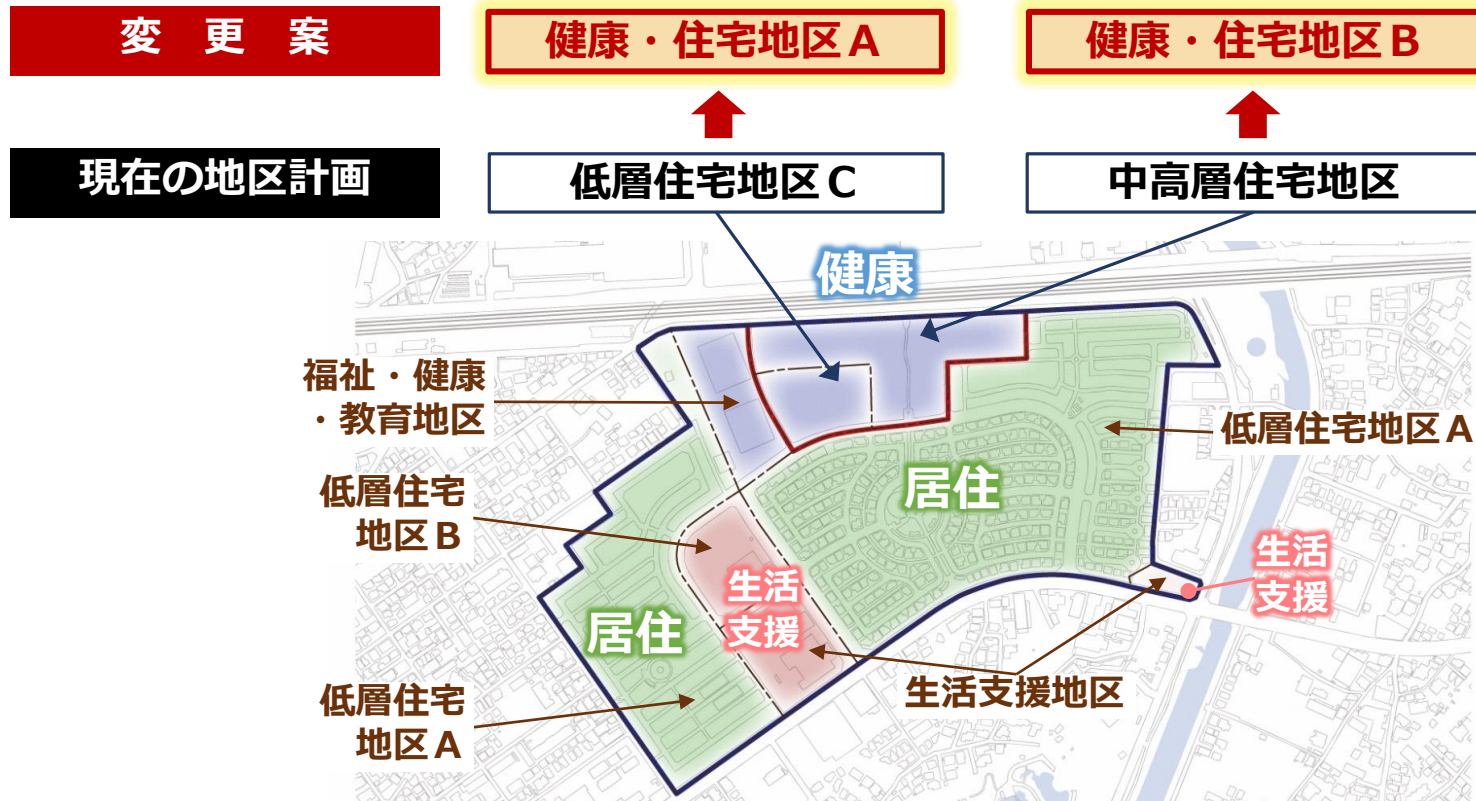 変更案
健康・住宅地区A
健康・住宅地区B
現在の地区計画
低層住宅地区C
中高層住宅地区
健康
福祉・健康
・教育地区
低層住宅地区A
居住
低層住宅
地区B
生活
支援
生活
支援
居住
生活支援地区
低層住宅
地区A